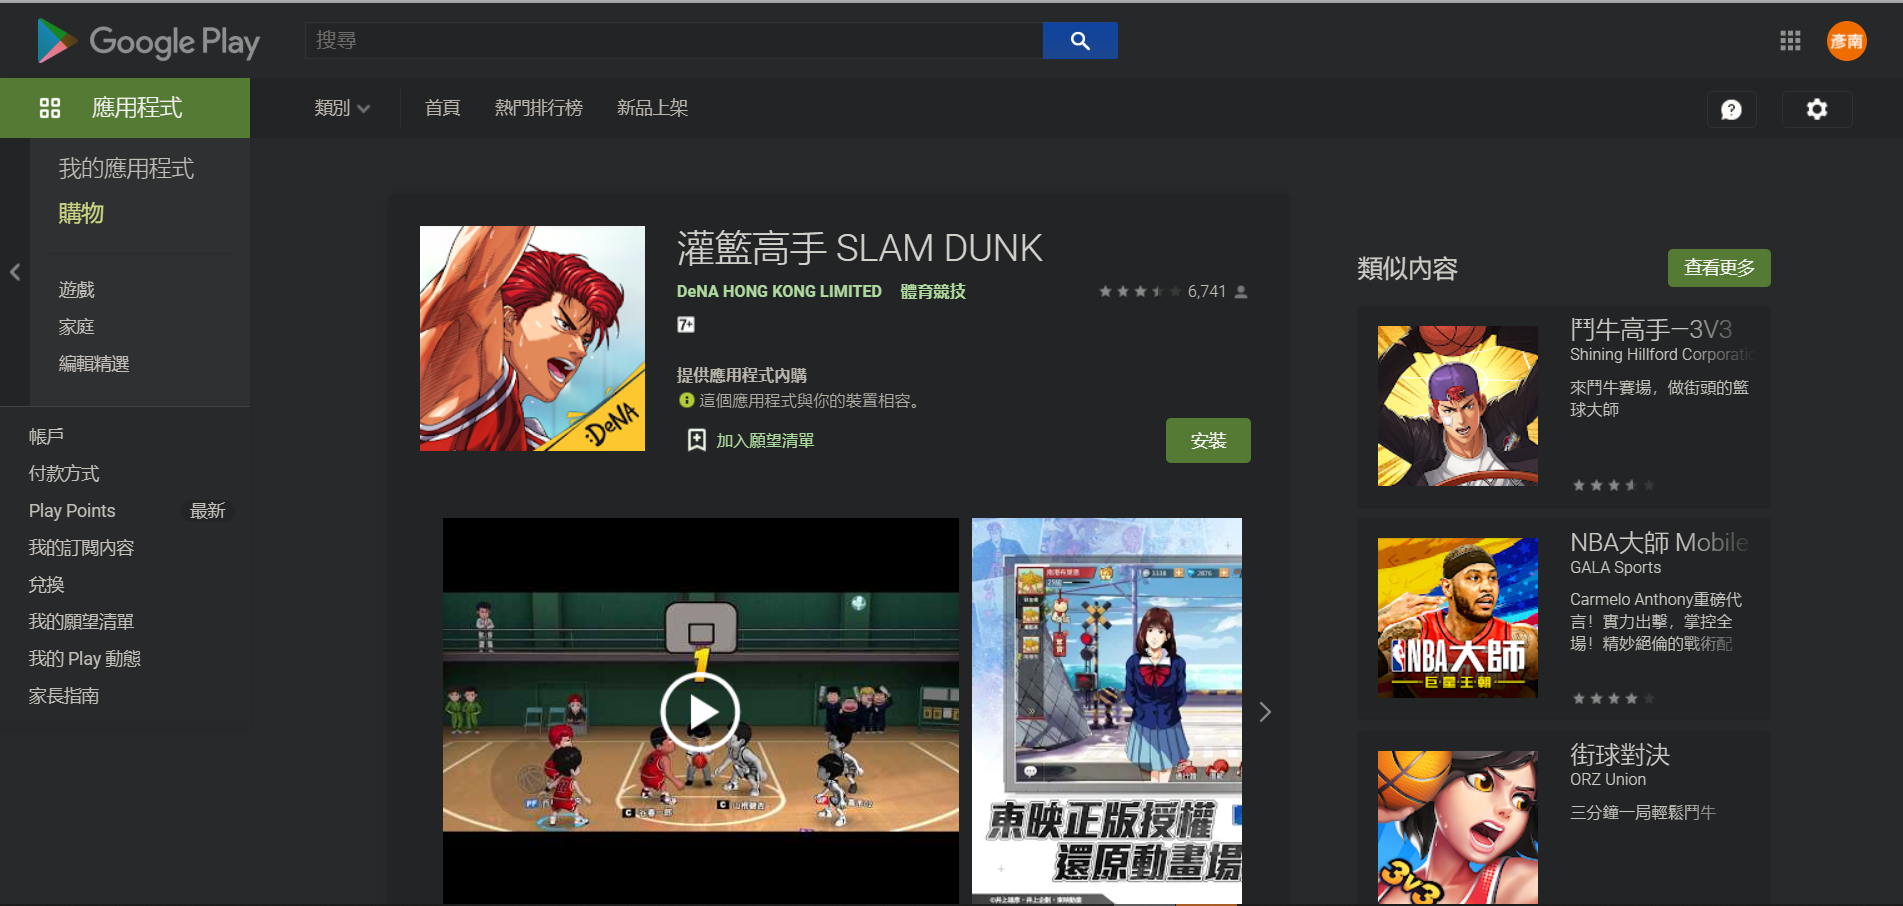 Google Play
搜尋
彥南
應用程式
類別
首頁
熱門排行榜
新品上架
我的應用程式
購物
遊戲
家庭
編輯精選
帳戶
付款方式
Play Points
最新
我的訂閱內容
兌換
我的願望清單
我的 Play 動態
家長指南
:DeNA
灌籃高手 SLAM DUNK
DeNA HONG KONG LIMITED 體育競技
6,741
7+
提供應用程式內購
這個應用程式與你的裝置相容。
加入願望清單
安裝
1
東映正版授權
還原動畫場
類似內容
查看更多
鬥牛高手—3V3
Shining Hillford Corporatio
來鬥牛賽場，做街頭的籃
球大師
NBA大師
巨星王朝
NBA大師 Mobile
GALA Sports
Carmelo Anthony重磅代
言！實力出擊，掌控全
場！精妙絕倫的戰術配
3v3
街球對決
ORZ Union
三分鐘一局輕鬆鬥牛